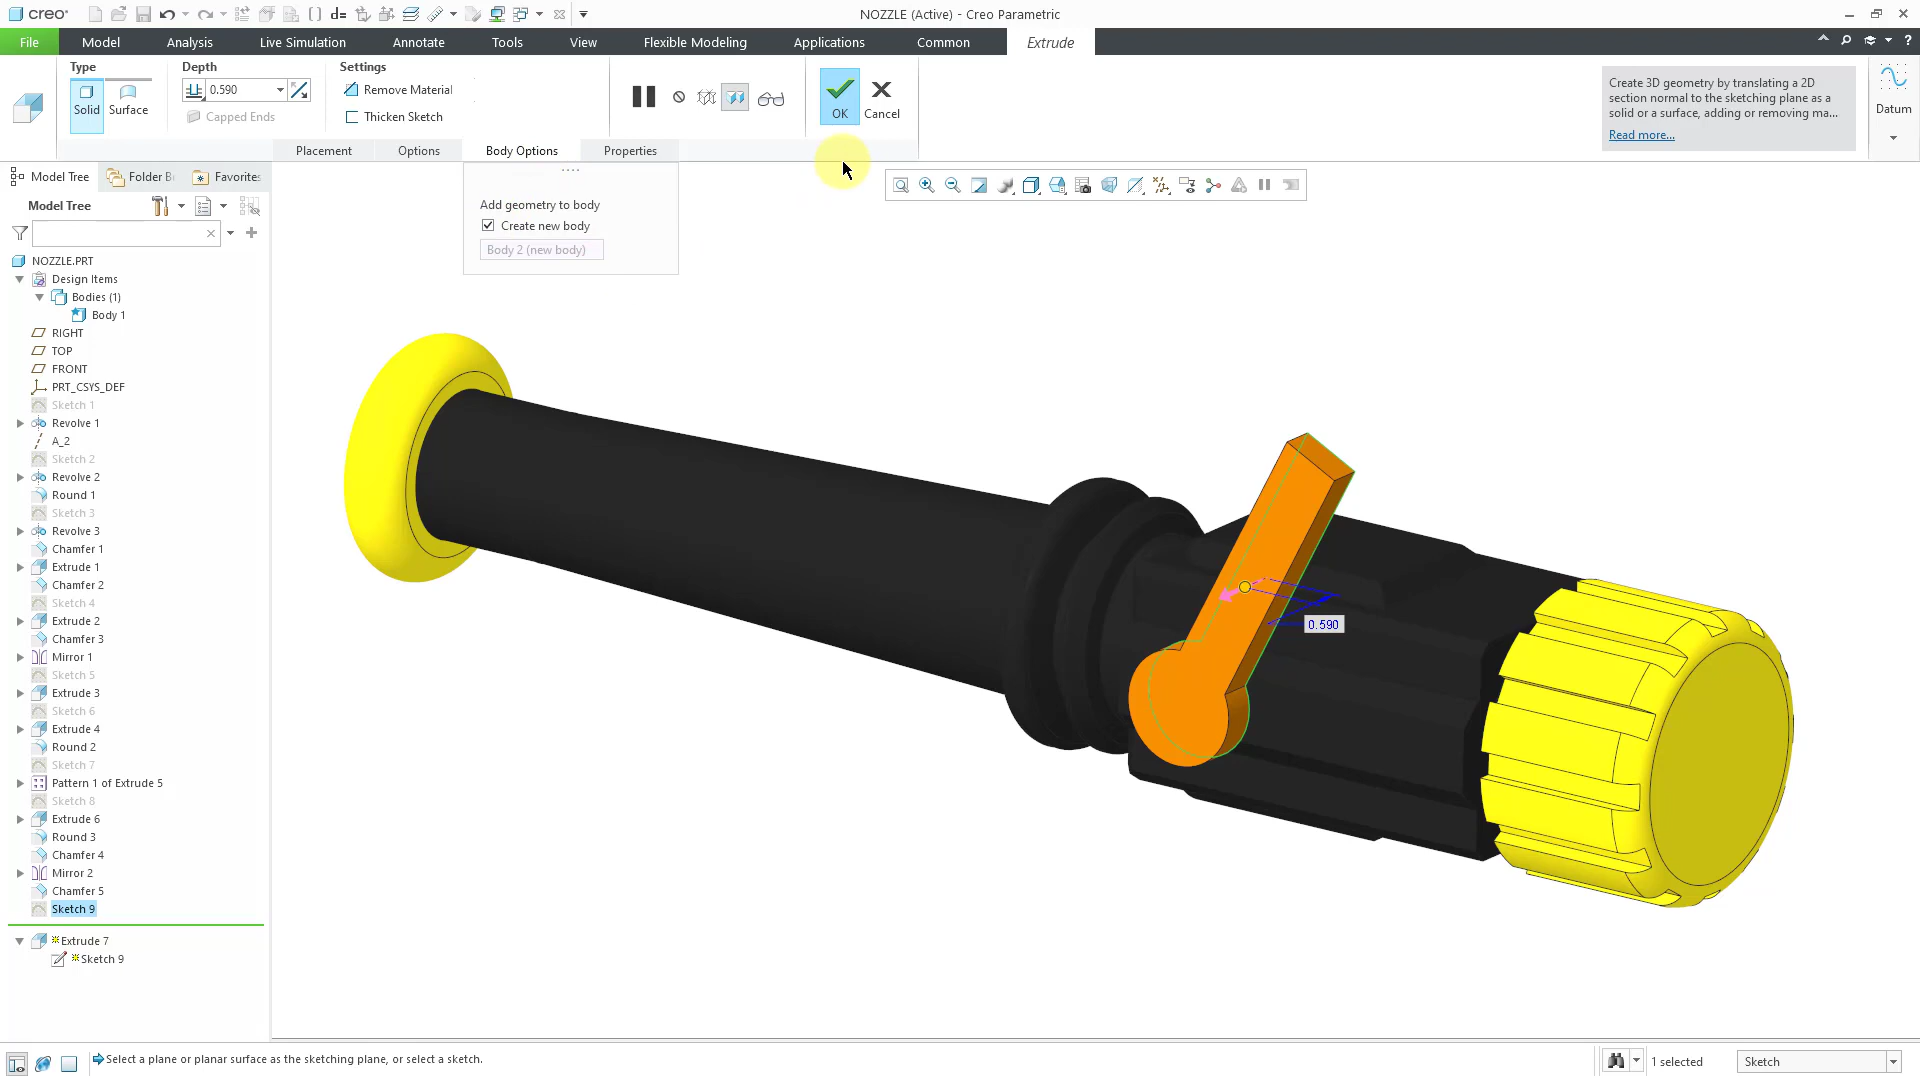 creo
NOZZLE (Active) - Creo Parametric
File
Model
Analysis
Live Simulation
Annotate
Tools
View
Flexible Modeling
Applications
Common
Extrude
Type
Solid
Surface
Depth
0.590
Capped Ends
Settings
Remove Material
Thicken Sketch
OK
Cancel
Create 3D geometry by translating a 2D
section normal to the sketching plane as a
solid or a surface, adding or removing ma...
Read more...
Datum
Placement
Options
Body Options
Properties
Add geometry to body
Create new body
Body 2 (new body)
Model Tree
Folder B
Favorites
Model Tree
NOZZLE.PRT
Design Items
Bodies (1)
Body 1
RIGHT
TOP
FRONT
PRT_CSYS_DEF
Sketch 1
Revolve 1
A_2
Sketch 2
Revolve 2
Round 1
Sketch 3
Revolve 3
Chamfer 1
Extrude 1
Chamfer 2
Sketch 4
Extrude 2
Chamfer 3
Mirror 1
Sketch 5
Extrude 3
Sketch 6
Extrude 4
Round 2
Sketch 7
Pattern 1 of Extrude 5
Sketch 8
Extrude 6
Round 3
Chamfer 4
Mirror 2
Chamfer 5
Sketch 9
Extrude 7
Sketch 9
0.590
Select a plane or planar surface as the sketching plane, or select a sketch.
1 selected
Sketch